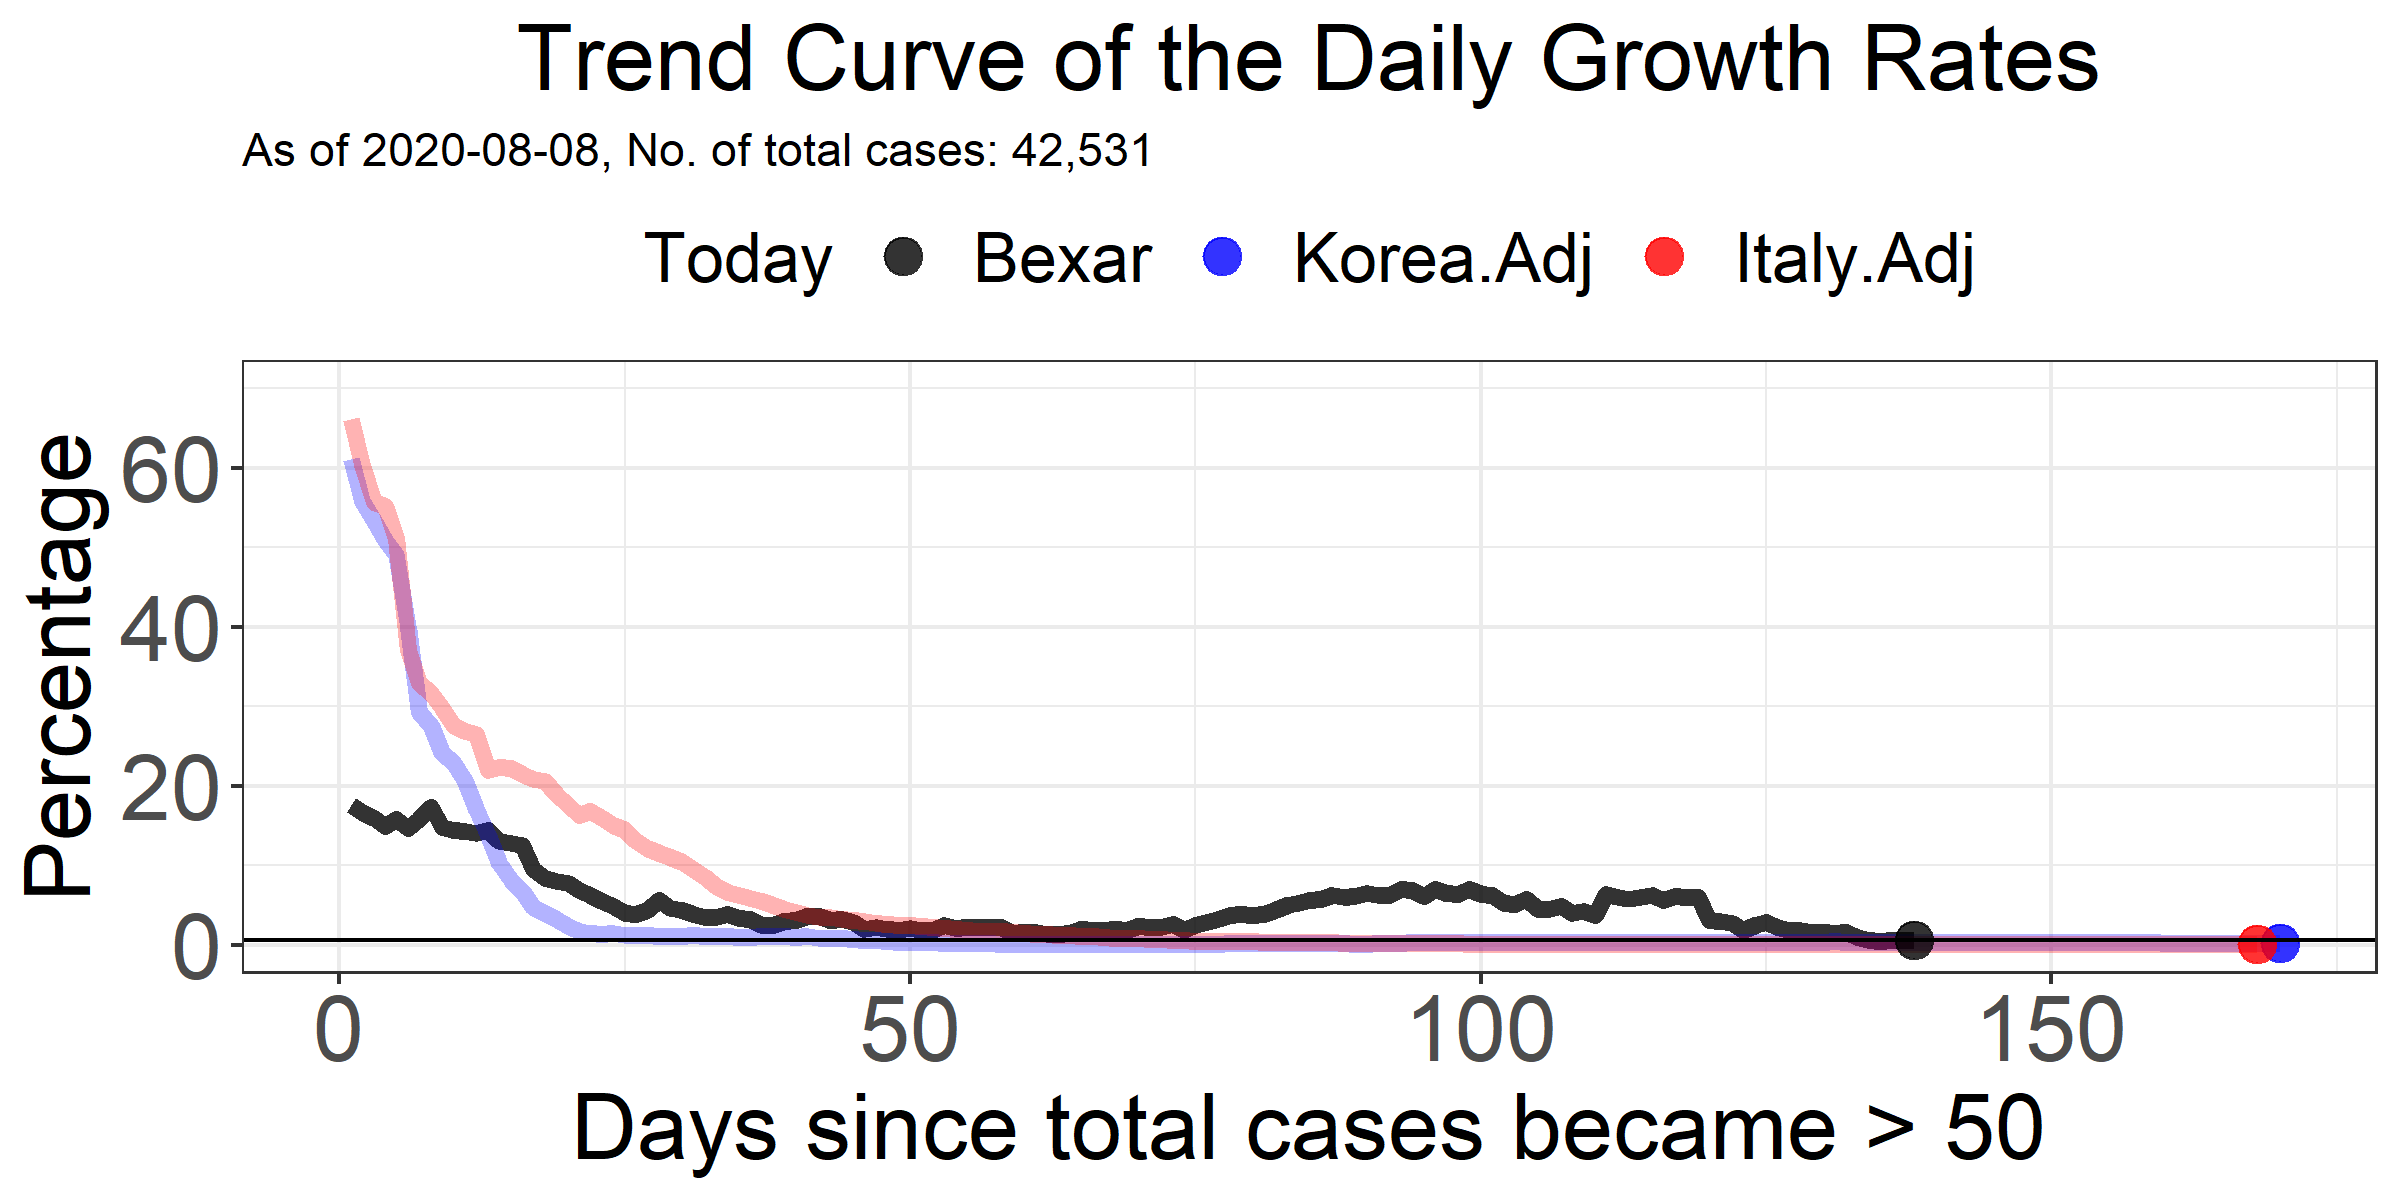 Trend Curve of the Daily Growth Rates
As of 2020-08-08, No. of total cases: 42,531
Today Bexar Korea.Adj Italy.Adj
Percentage
60
40
20
0
0 50 100 150
Days since total cases became > 50